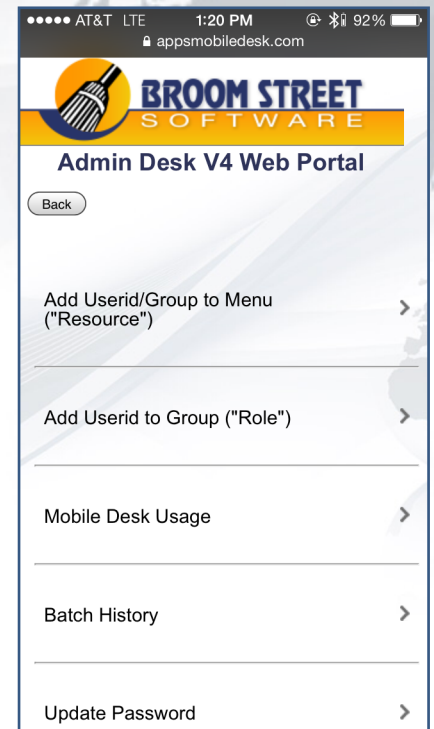 AT&T LTE 1:20 PM 92%
appsmobiledesk.com
BROOM STREET
SOFTWARE
Admin Desk V4 Web Portal
Back
Add Userid/Group to Menu
("Resource")
Add Userid to Group ("Role")
Mobile Desk Usage
Batch History
Update Password